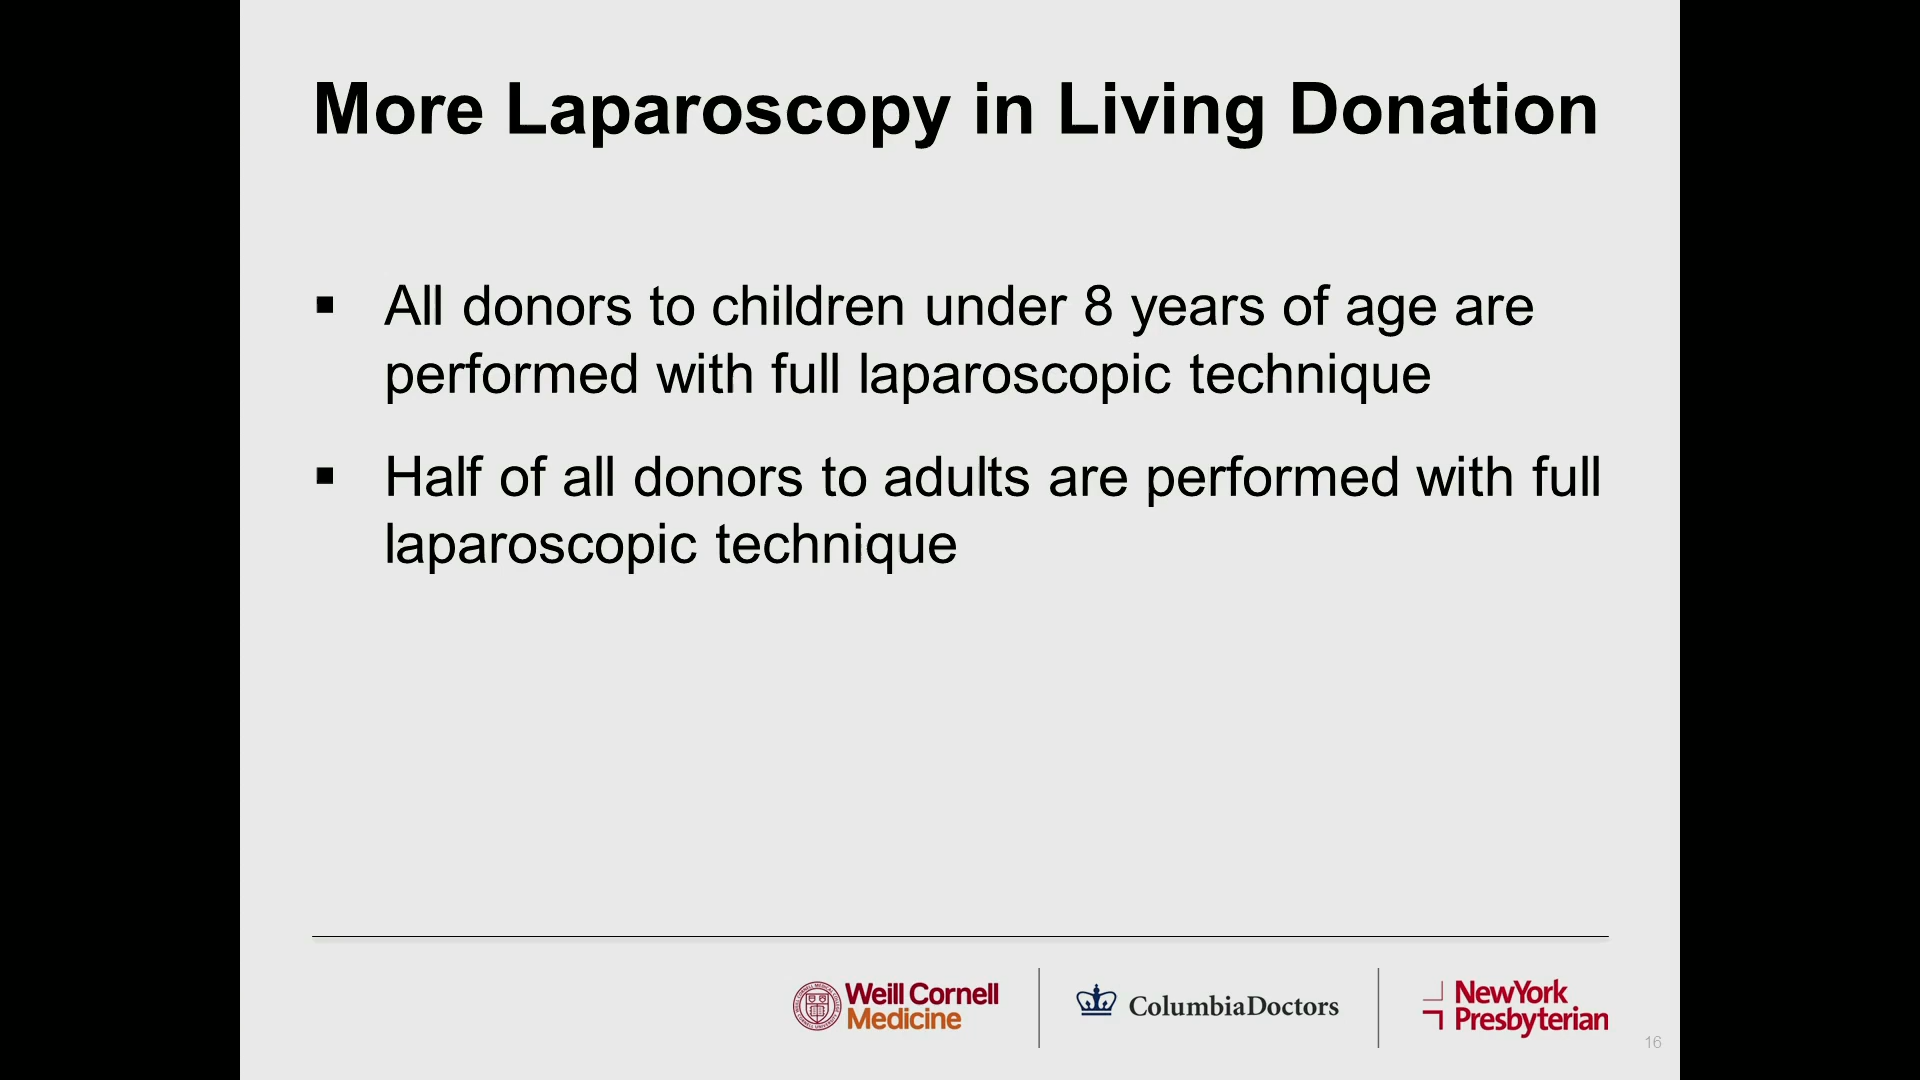 More Laparoscopy in Living Donation
▪ All donors to children under 8 years of age are
performed with full laparoscopic technique
▪ Half of all donors to adults are performed with full
laparoscopic technique
Weill Cornell
Medicine
ColumbiaDoctors
NewYork
Presbyterian
16